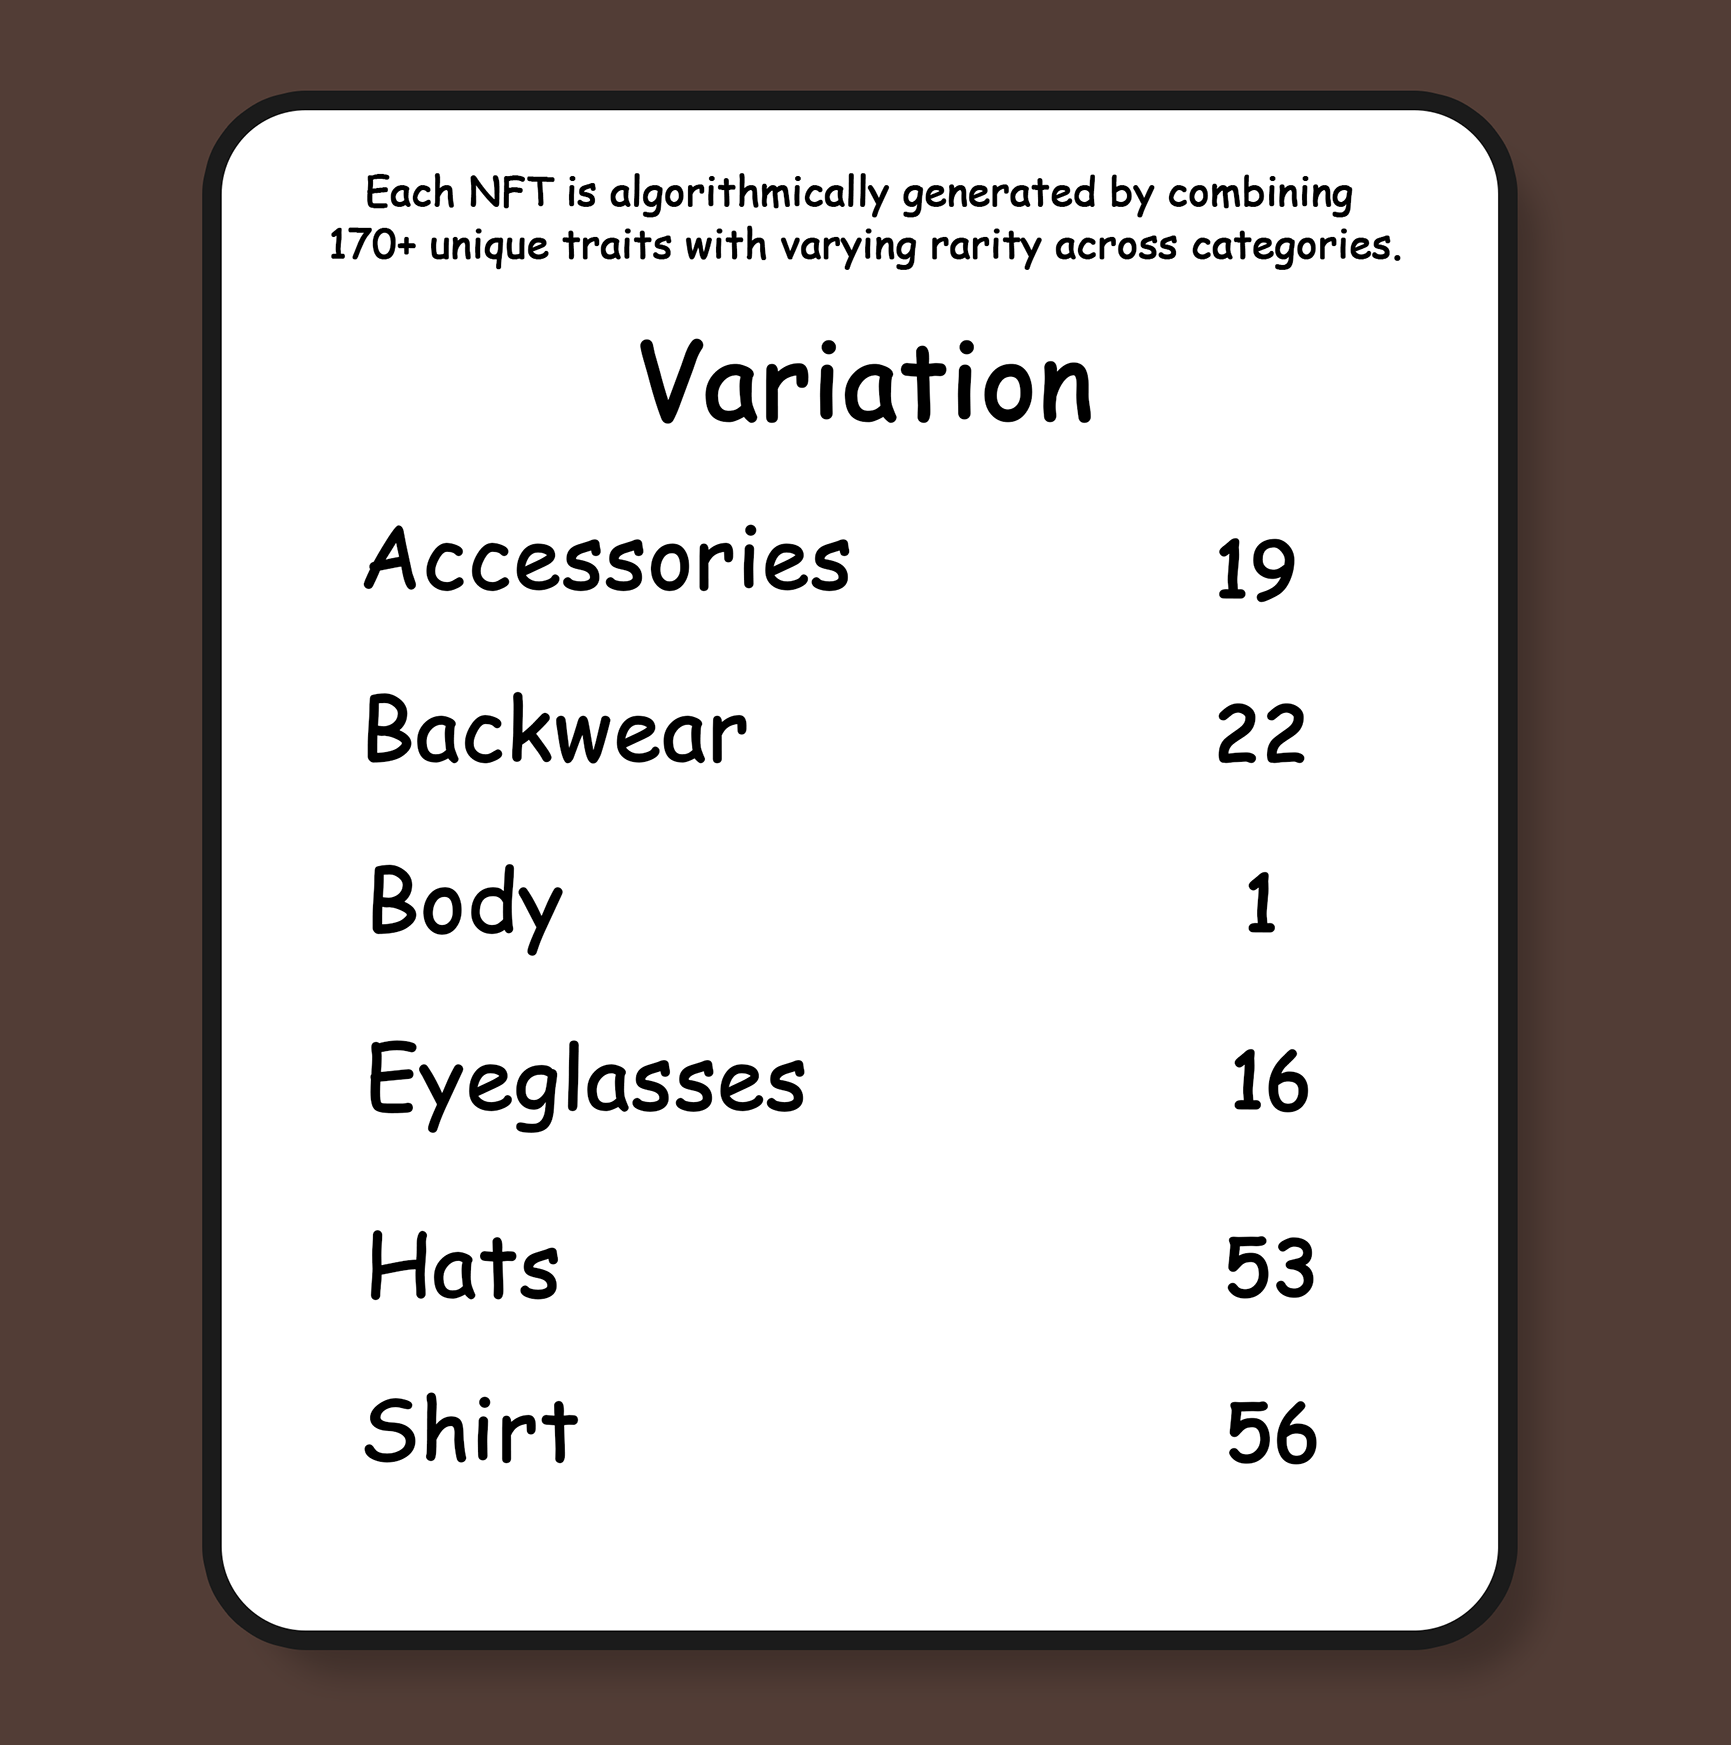 Each NFT is algorithmically generated by combining
170+ unique traits with varying rarity across categories.
Variation
Accessories 19
Backwear 22
Body 1
Eyeglasses 16
Hats 53
Shirt 56